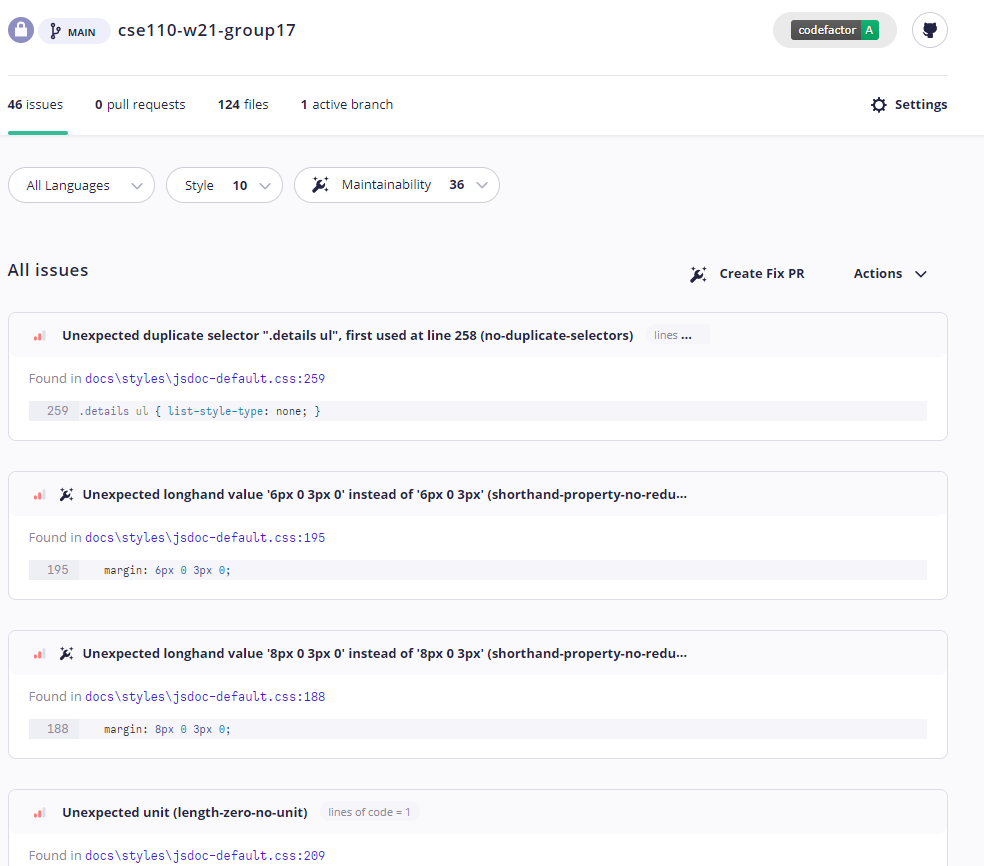 MAIN cse110-w21-group17 codefactor A
46 issues 0 pull requests 124 files 1 active branch Settings
All Languages Style 10 Maintainability 36
All issues Create Fix PR Actions
Unexpected duplicate selector ".details ul", first used at line 258 (no-duplicate-selectors) lines ...
Found in docs\styles\jsdoc-default.css:259
259 .details ul { list-style-type: none; }
Unexpected longhand value '6px 0 3px 0' instead of '6px 0 3px' (shorthand-property-no-redu...
Found in docs\styles\jsdoc-default.css:195
195 margin: 6px 0 3px 0;
Unexpected longhand value '8px 0 3px 0' instead of '8px 0 3px' (shorthand-property-no-redu...
Found in docs\styles\jsdoc-default.css:188
188 margin: 8px 0 3px 0;
Unexpected unit (length-zero-no-unit) lines of code = 1
Found in docs\styles\jsdoc-default.css:209